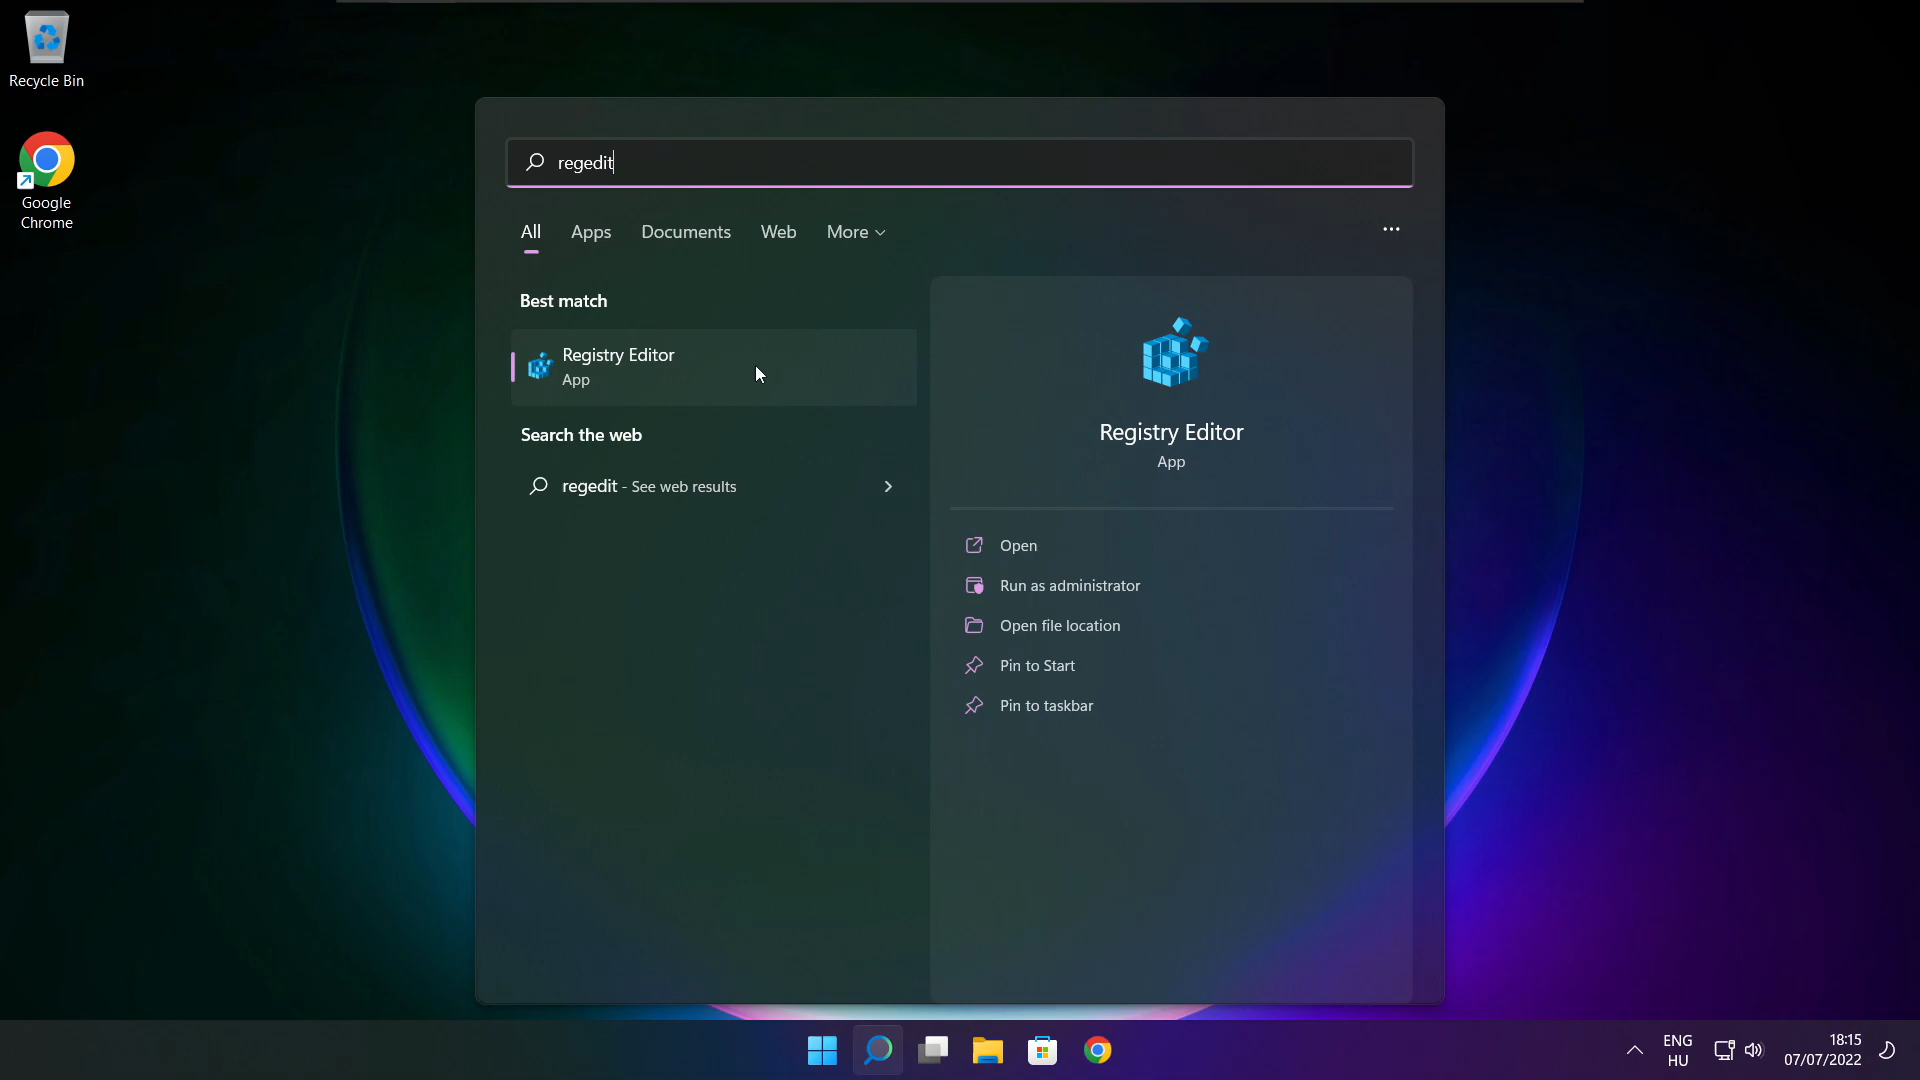 Recycle Bin
Google
Chrome
regedit
All Apps Documents Web More
Best match
Registry Editor
App
Search the web
regedit - See web results
Registry Editor
App
Open
Run as administrator
Open file location
Pin to Start
Pin to taskbar
ENG
HU
18:15
07/07/2022